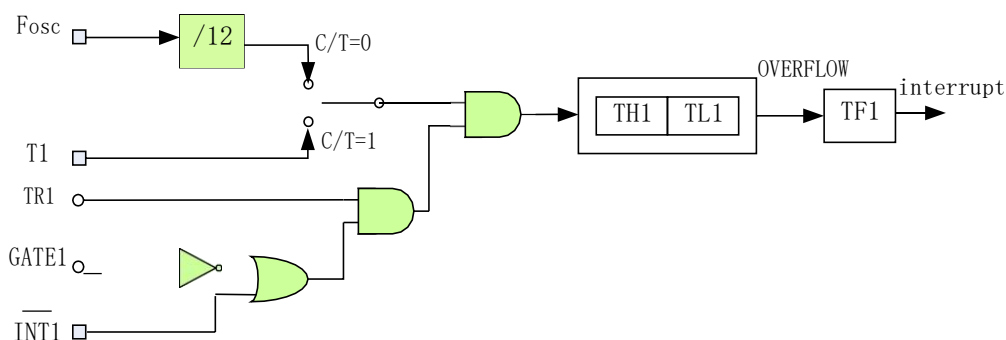 Fosc
/12
C/T=0
OVERFLOW
interrupt
TH1
TL1
TF1
C/T=1
T1
TR1
GATE1
INT1